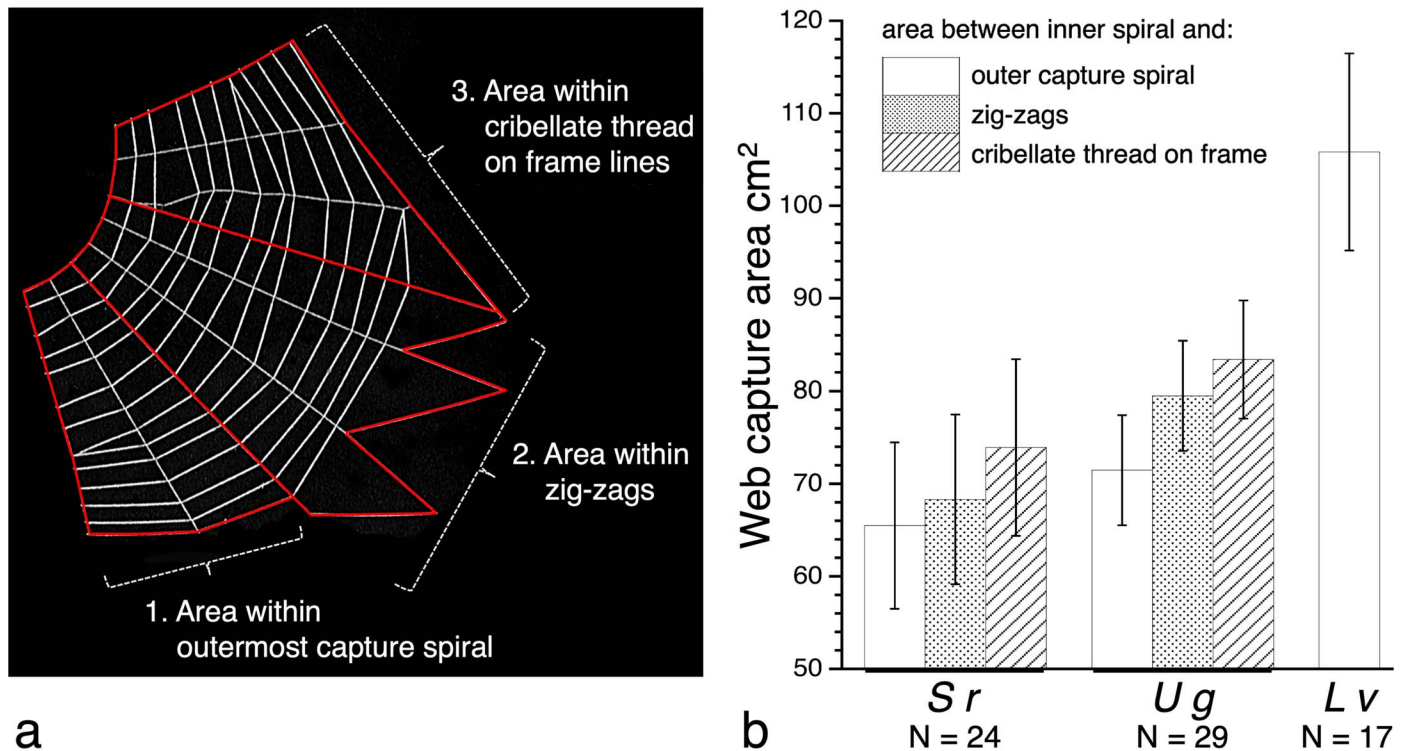 3. Area within
cribellate thread
on frame lines
2. Area within
zig-zags
1. Area within
outermost capture spiral
a
Web capture area cm²
120
110
100
90
80
70
60
50
area between inner spiral and:
outer capture spiral
zig-zags
cribellate thread on frame
S r
U g
L v
N = 24
N = 29
N = 17
b